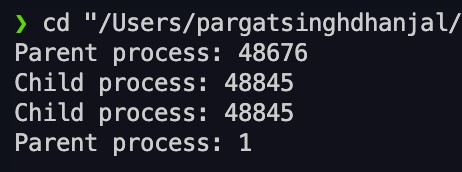 ❯ cd "/Users/pargatsinghdhanjal/
Parent process: 48676
Child process: 48845
Child process: 48845
Parent process: 1